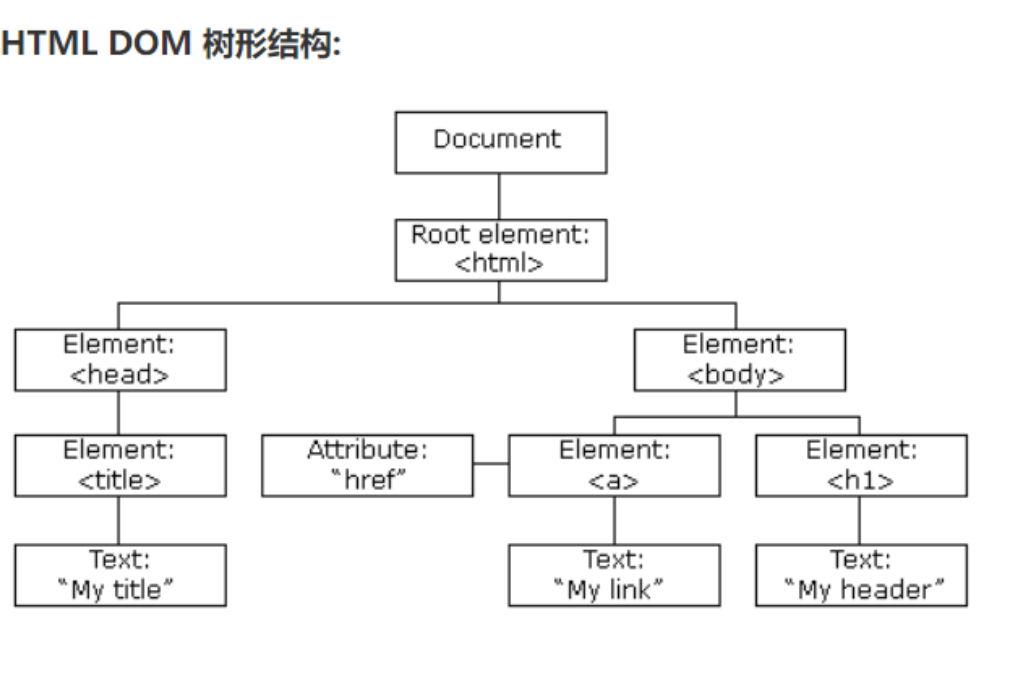 HTML DOM 树形结构:
Document
Root element:
<html>
Element:
<head>
Element:
<body>
Element:
<title>
Attribute:
“href”
Element:
<a>
Element:
<h1>
Text:
“My title”
Text:
“My link”
Text:
“My header”